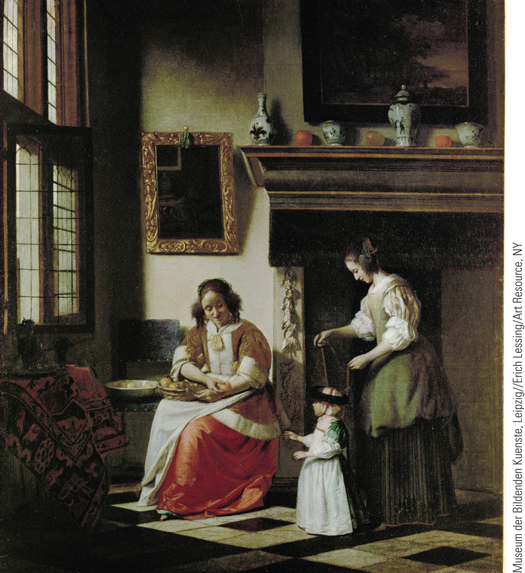 Museum der Bildenden Kuenste, Leipzig//Erich Lessing/Art Resource, NY